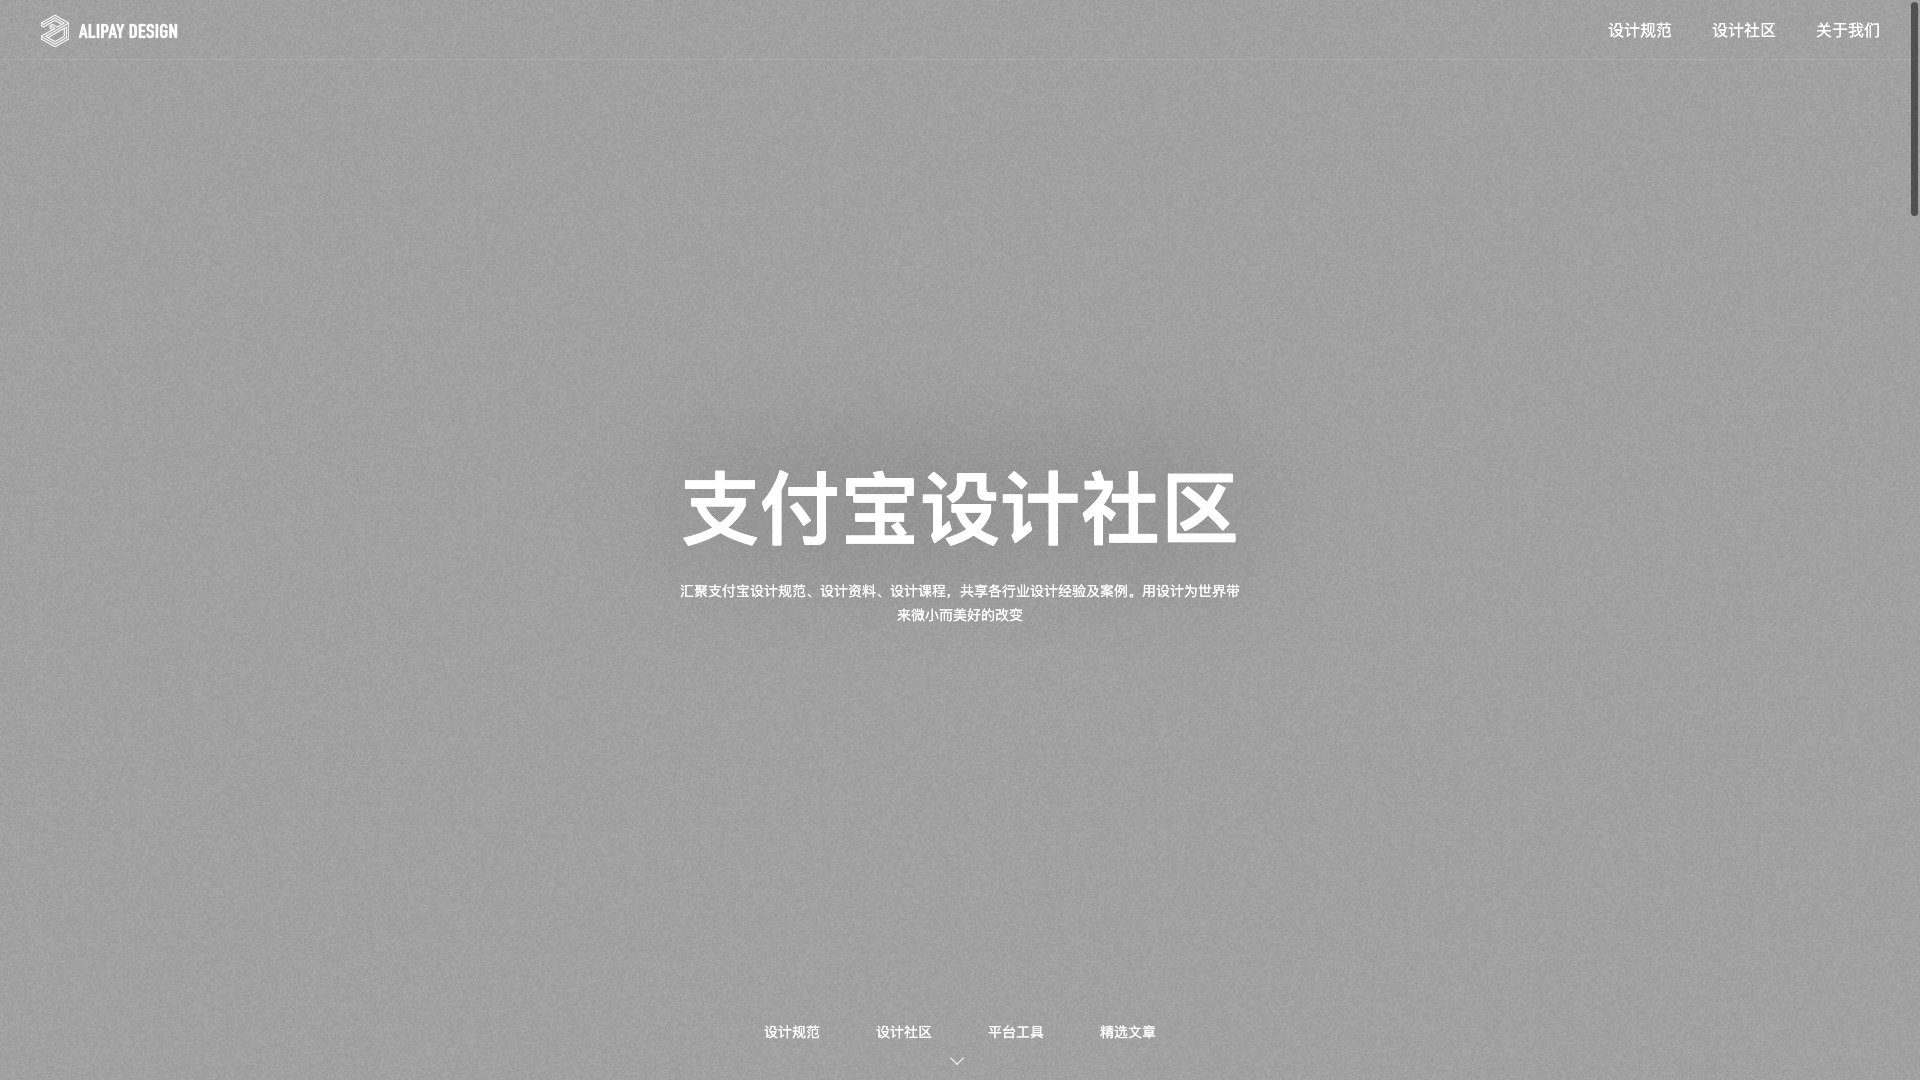 ALIPAY DESIGN
设计规范
设计社区
关于我们
支付宝设计社区
汇聚支付宝设计规范、设计资料、设计课程，共享各行业设计经验及案例。用设计为世界带
来微小而美好的改变
设计规范
设计社区
平台工具
精选文章